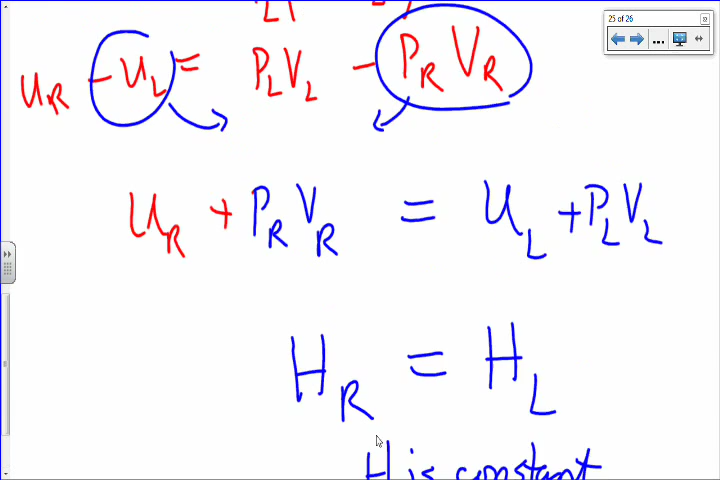 25 of 26
U_R - U_L = P_L V_L - P_R V_R
U_R + P_R V_R = U_L + P_L V_L
H_R = H_L
H is constant